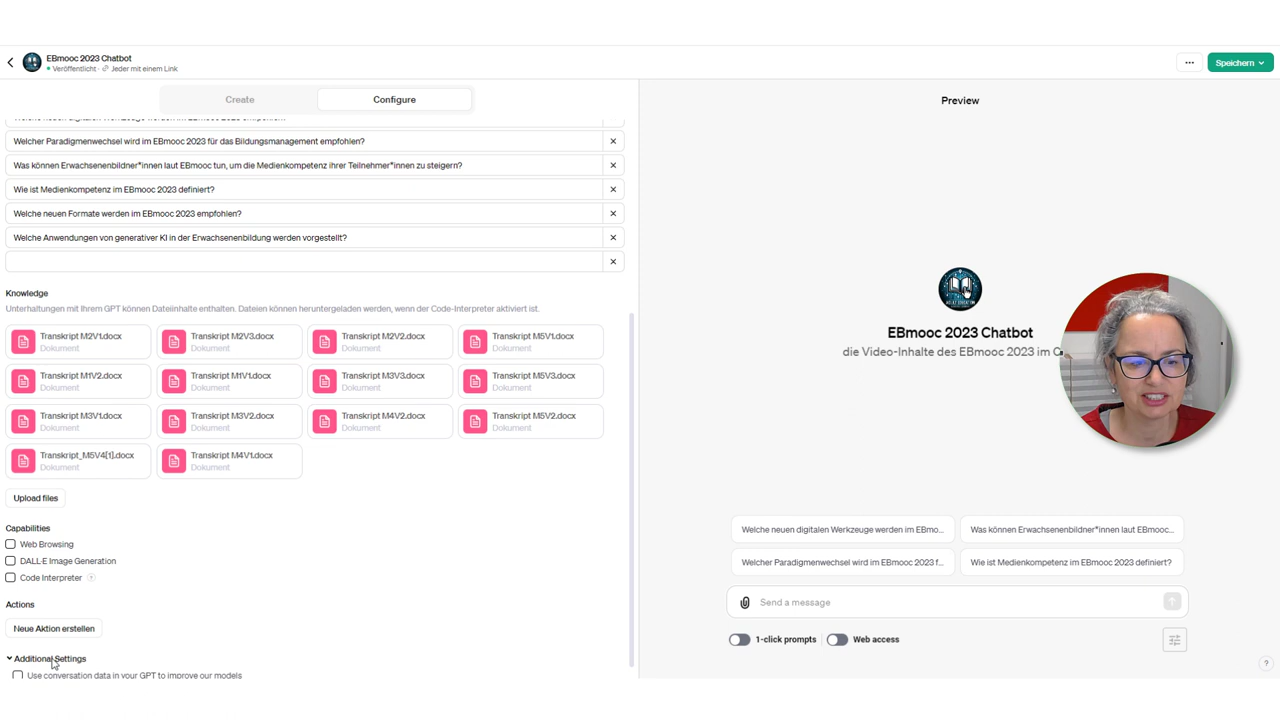 EBmooc 2023 Chatbot
Veröffentlicht · Jeder mit einem Link
Speichern
Create
Configure
Preview
Welcher Paradigmenwechsel wird im EBmooc 2023 für das Bildungsmanagement empfohlen?
Was können Erwachsenenbildner*innen laut EBmooc tun, um die Medienkompetenz ihrer Teilnehmer*innen zu steigern?
Wie ist Medienkompetenz im EBmooc 2023 definiert?
Welche neuen Formate werden im EBmooc 2023 empfohlen?
Welche Anwendungen von generativer KI in der Erwachsenenbildung werden vorgestellt?
Knowledge
Unterhaltungen mit Ihrem GPT können Dateiinhalte enthalten. Dateien können heruntergeladen werden, wenn der Code-Interpreter aktiviert ist.
Transkript M2V1.docx
Dokument
Transkript M2V3.docx
Dokument
Transkript M2V2.docx
Dokument
Transkript M5V1.docx
Dokument
Transkript M1V2.docx
Dokument
Transkript M1V1.docx
Dokument
Transkript M3V3.docx
Dokument
Transkript M5V3.docx
Dokument
Transkript M3V1.docx
Dokument
Transkript M3V2.docx
Dokument
Transkript M4V2.docx
Dokument
Transkript M5V2.docx
Dokument
Transkript_M5V4[1].docx
Dokument
Transkript M4V1.docx
Dokument
Upload files
Capabilities
Web Browsing
DALL·E Image Generation
Code Interpreter ?
Actions
Neue Aktion erstellen
Additional Settings
Use conversation data in your GPT to improve our models
EBmooc 2023 Chatbot
die Video-Inhalte des EBmooc 2023 im C
Welche neuen digitalen Werkzeuge werden im EBmo...
Was können Erwachsenenbildner*innen laut EBmooc...
Welcher Paradigmenwechsel wird im EBmooc 2023 f...
Wie ist Medienkompetenz im EBmooc 2023 definiert?
Send a message
1-click prompts
Web access
?